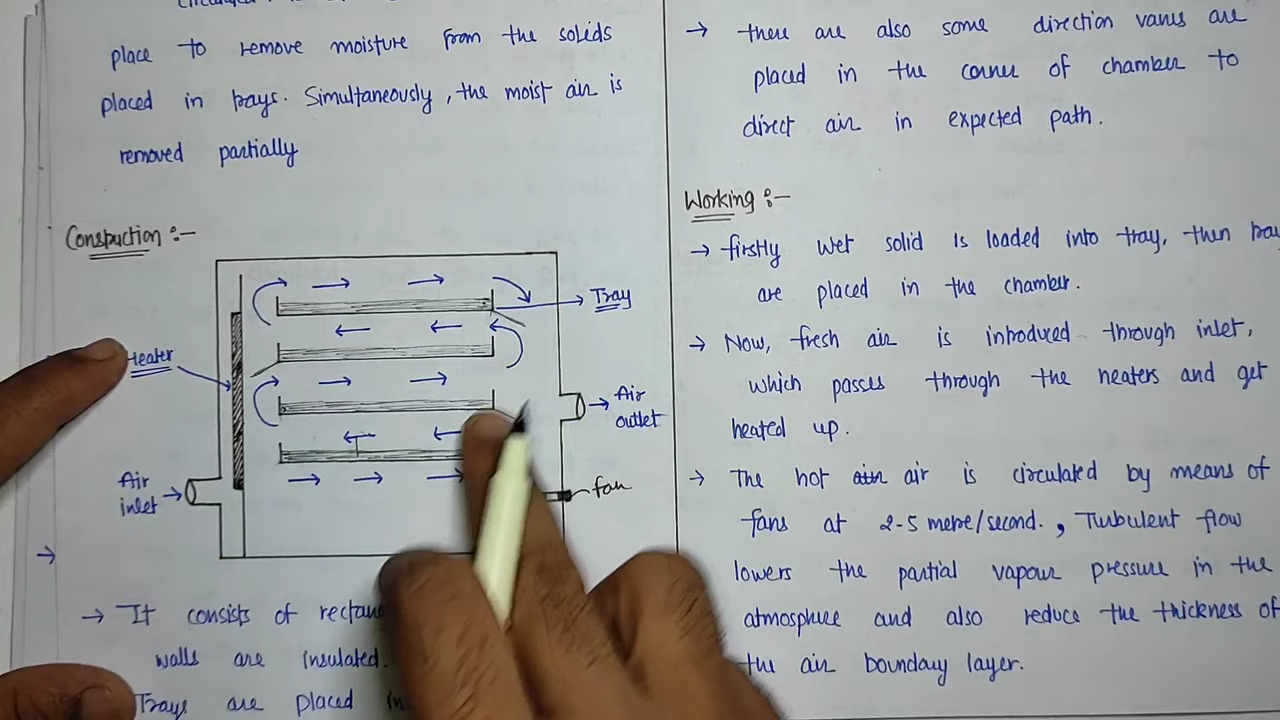 place to remove moisture from the solids
placed in trays. Simultaneously, the moist air is
removed partially
Constuction :-
Tray
Heater
Air outlet
Air inlet
fan
→ It consists of
walls are insulated.
Trays are placed in
→ there are also some direction vanes are
placed in the corner of chamber to
direct air in expected path.
Working :-
→ firstly wet solid is loaded into tray, then
are placed in the chamber.
→ Now, fresh air is introduced through inlet,
which passes through the heaters and get
heated up.
→ The hot air is circulated by means of
fans at 2-5 metre/second., Turbulent flow
lowers the partial vapour pressure in the
atmosphere and also reduce the thickness of
the air boundary layer.